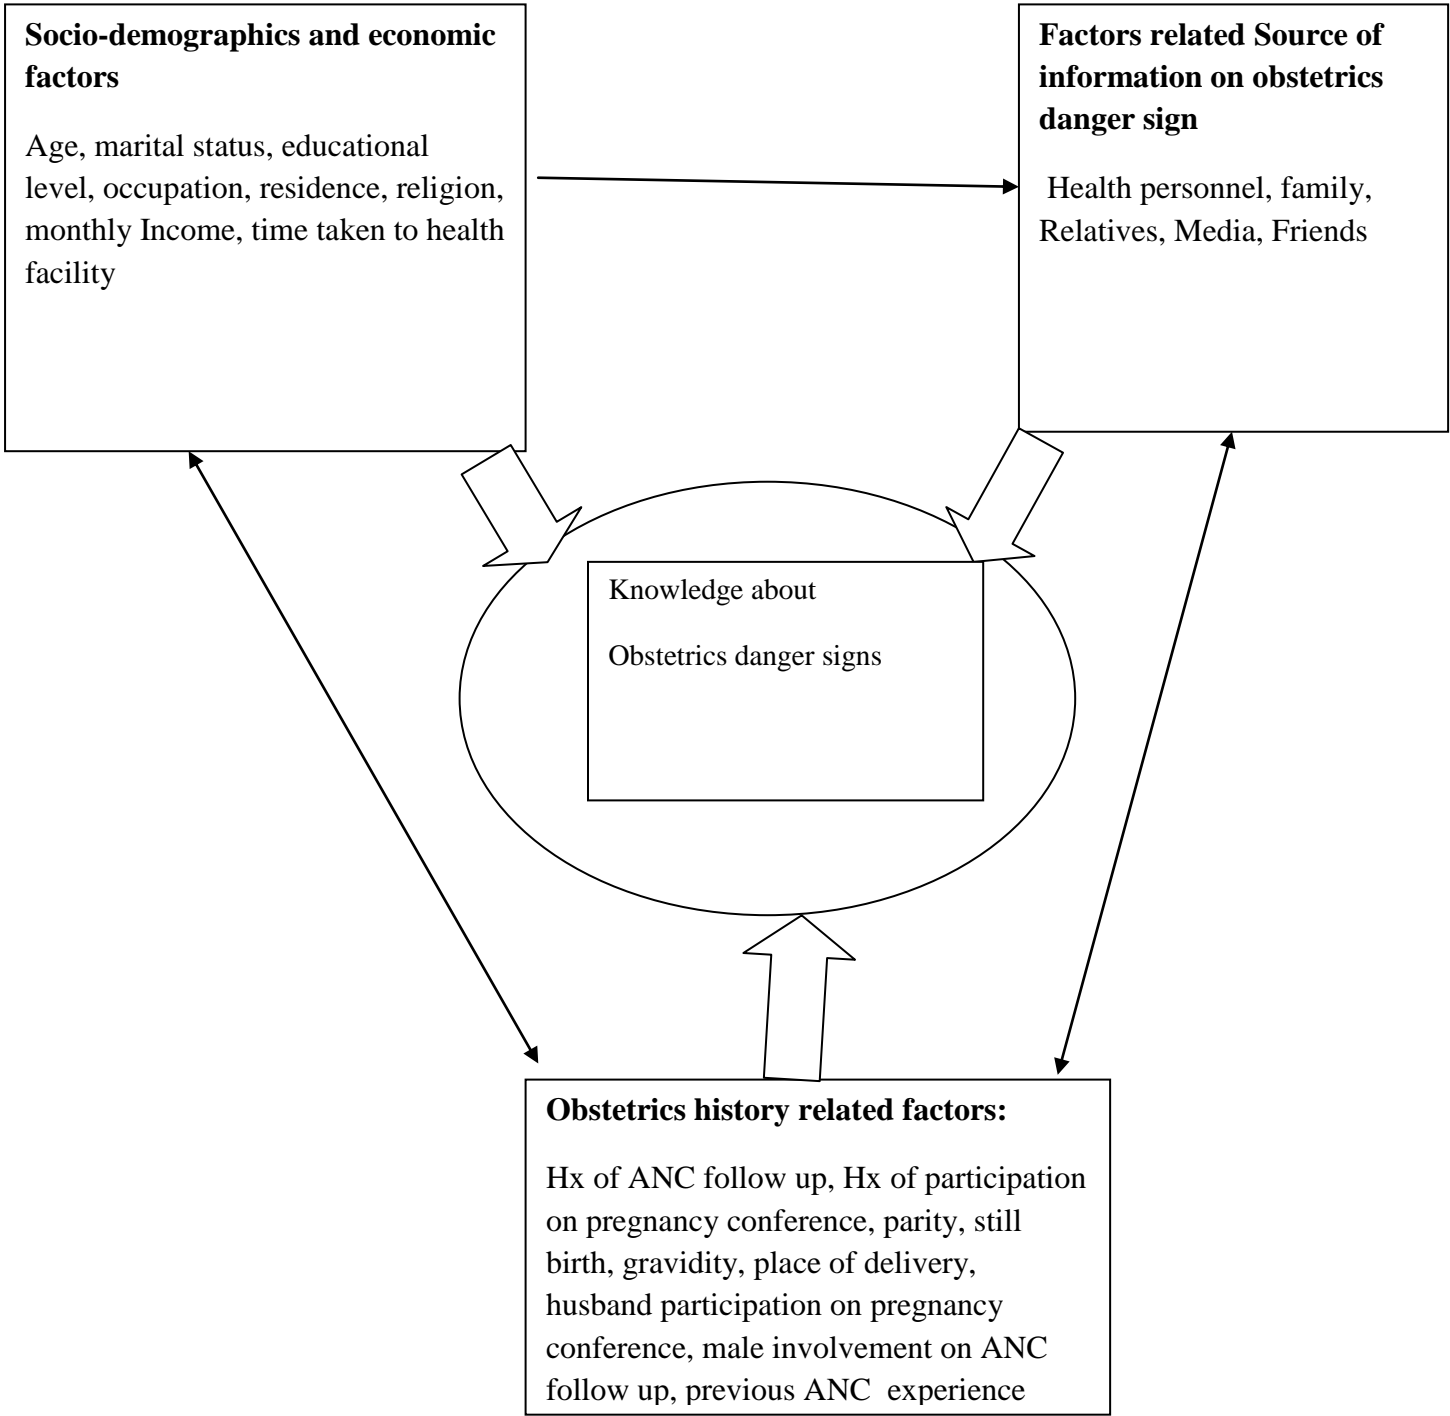 Socio-demographics and economic
factors
Age, marital status, educational
level, occupation, residence, religion,
monthly Income, time taken to health
facility
Factors related Source of
information on obstetrics
danger sign
Health personnel, family,
Relatives, Media, Friends
Knowledge about
Obstetrics danger signs
Obstetrics history related factors:
Hx of ANC follow up, Hx of participation
on pregnancy conference, parity, still
birth, gravidity, place of delivery,
husband participation on pregnancy
conference, male involvement on ANC
follow up, previous ANC experience